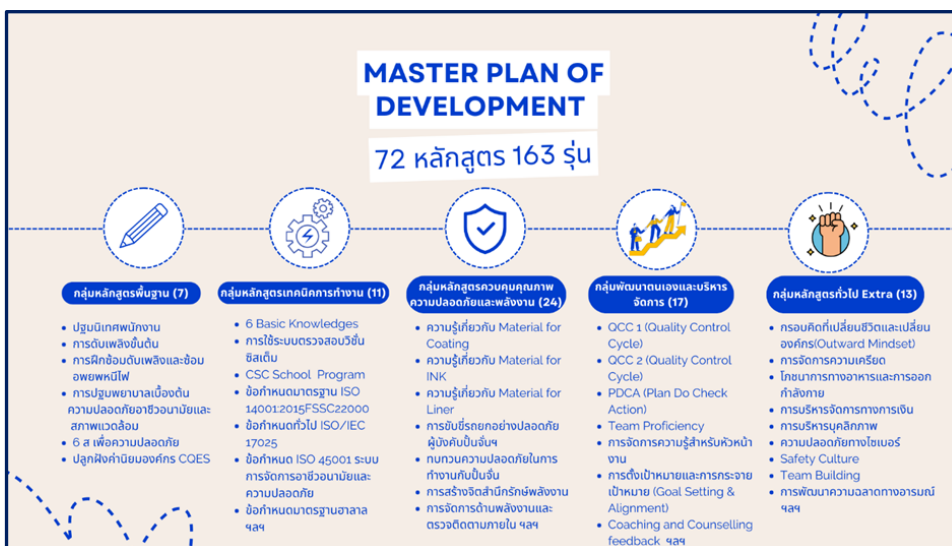 MASTER PLAN OF
DEVELOPMENT
72 หลักสูตร 163 รุ่น
กลุ่มหลักสูตรพื้นฐาน (7)
• ปฐมนิเทศพนักงาน
• การดับเพลิงขั้นต้น
• การฝึกซ้อมดับเพลิงและซ้อม
อพยพหนีไฟ
• การปฐมพยาบาลเบื้องต้น
ความปลอดภัยอาชีวอนามัยและ
สภาพแวดล้อม
• 6 ส เพื่อความปลอดภัย
• ปลูกฝังค่านิยมองค์กร CQES
กลุ่มหลักสูตรเทคนิคการทำงาน (11)
• 6 Basic Knowledges
• การใช้ระบบตรวจสอบวิชั่น
ซิสเต็ม
• CSC School Program
• ข้อกำหนดมาตรฐาน ISO
14001:2015FSSC22000
• ข้อกำหนดทั่วไป ISO/IEC
17025
• ข้อกำหนด ISO 45001 ระบบ
การจัดการอาชีวอนามัยและ
ความปลอดภัย
• ข้อกำหนดมาตรฐานฮาลาล
ฯลฯ
กลุ่มหลักสูตรควบคุมคุณภาพ
ความปลอดภัยและพลังงาน (24)
• ความรู้เกี่ยวกับ Material for
Coating
• ความรู้เกี่ยวกับ Material for
INK
• ความรู้เกี่ยวกับ Material for
Liner
• การขับขี่รถยกอย่างปลอดภัย
ผู้บังคับปั้นจั่นฯ
• ทบทวนความปลอดภัยในการ
ทำงานกับปั้นจั่น
• การสร้างจิตสำนึกรักษ์พลังงาน
• การจัดการด้านพลังงานและ
ตรวจติดตามภายใน ฯลฯ
กลุ่มพัฒนาตนเองและบริหาร
จัดการ (17)
• QCC 1 (Quality Control
Cycle)
• QCC 2 (Quality Control
Cycle)
• PDCA (Plan Do Check
Action)
• Team Proficiency
• การจัดการความรู้สำหรับหัวหน้า
งาน
• การตั้งเป้าหมายและการกระจาย
เป้าหมาย (Goal Setting &
Alignment)
• Coaching and Counselling
feedback ฯลฯ
กลุ่มหลักสูตรทั่วไป Extra (13)
• กรอบคิดที่เปลี่ยนชีวิตและเปลี่ยน
องค์กร(Outward Mindset)
• การจัดการความเครียด
• โภชนาการทางอาหารและการออก
กำลังกาย
• การบริหารจัดการทางการเงิน
• การบริหารบุคลิกภาพ
• ความปลอดภัยทางไซเบอร์
• Safety Culture
• Team Building
• การพัฒนาความฉลาดทางอารมณ์
ฯลฯ